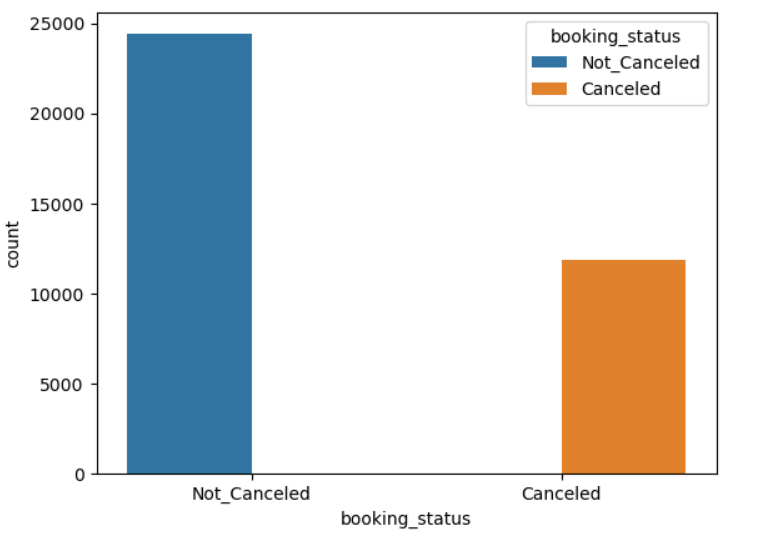 booking_status
Not_Canceled
Canceled
25000
20000
15000
10000
5000
0
count
Not_Canceled Canceled
booking_status